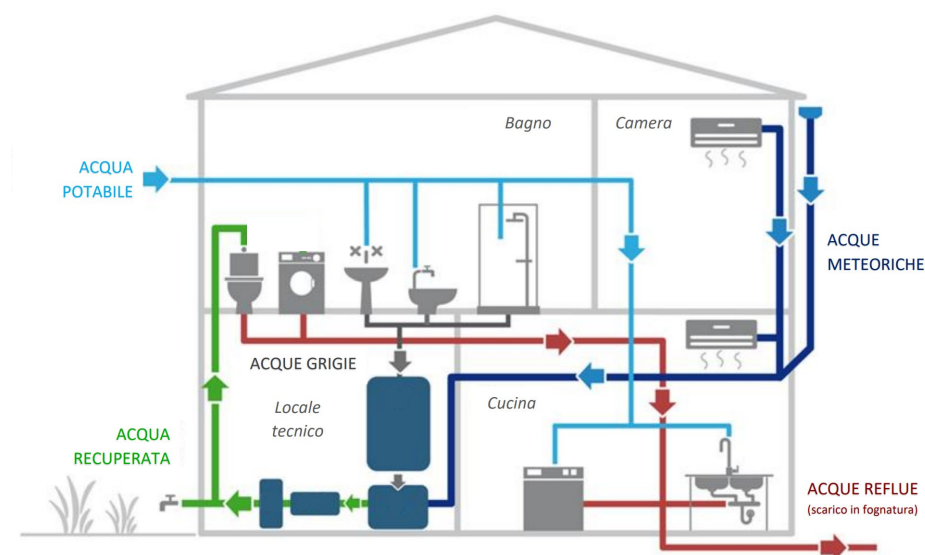 Bagno
Camera
ACQUA
POTABILE
ACQUE
METEORICHE
ACQUE GRIGIE
Locale
tecnico
Cucina
ACQUA
RECUPERATA
ACQUE REFLUE
(scarico in fognatura)